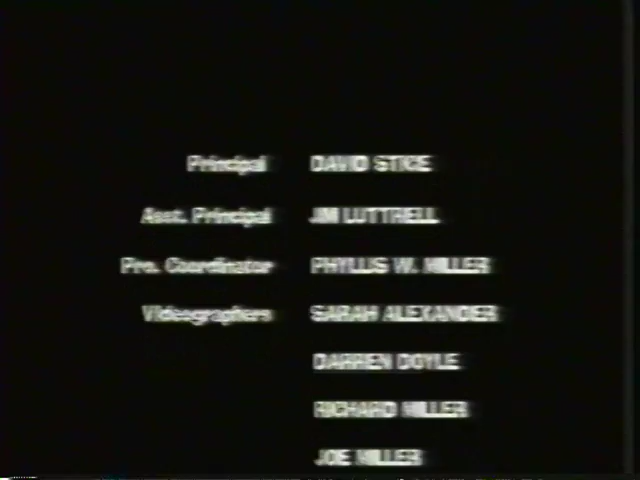 Principal DAVID
Asst. Principal JIM LUTTRELL
Pro. Coordinator PHYLLIS W. MILLER
Videographers SARAH ALEXANDER
DARREN DOYLE
RICHARD MILLER
JOE MILLER